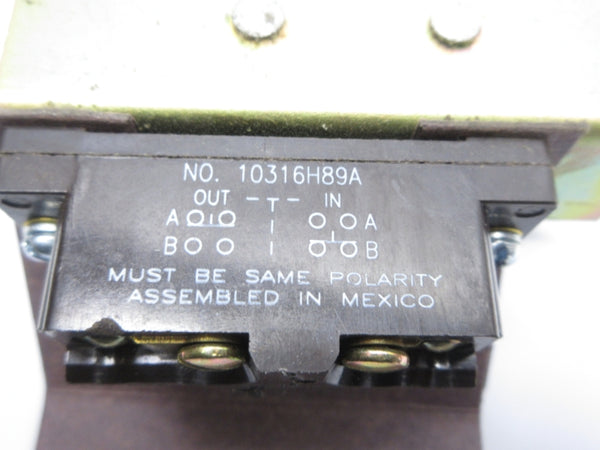 NO. 10316H89A
OUT IN
A A
B B
MUST BE SAME POLARITY
ASSEMBLED IN MEXICO